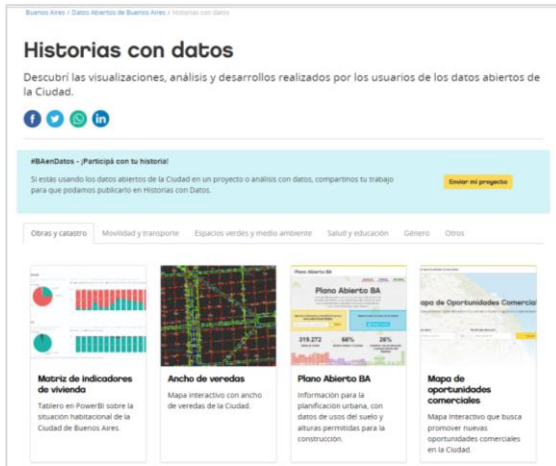 Buenos Aires / Datos Abiertos de Buenos Aires / Historias con datos
Historias con datos
Descubrí las visualizaciones, análisis y desarrollos realizados por los usuarios de los datos abiertos de
la Ciudad.
#BAenDatos - ¡Participá con tu historia!
Si estás usando los datos abiertos de la Ciudad en un proyecto o análisis con datos, compartinos tu trabajo
para que podamos publicarlo en Historias con Datos.
Enviar mi proyecto
Obras y catastro
Movilidad y transporte
Espacios verdes y medio ambiente
Salud y educación
Género
Otros
Plano Abierto BA
Plano Abierto BA
319.272
66%
26%
apa de Oportunidades Comercial
Matriz de indicadores
de vivienda
Tablero en PowerBI sobre la
situación habitacional de la
Ciudad de Buenos Aires.
Ancho de veredas
Mapa interactivo con ancho
de veredas de la Ciudad.
Plano Abierto BA
Información para la
planificación urbana, con
datos de usos del suelo y
alturas permitidas para la
construcción.
Mapa de
oportunidades
comerciales
Mapa Interactivo que busca
promover nuevas
oportunidades comerciales
en la Ciudad.